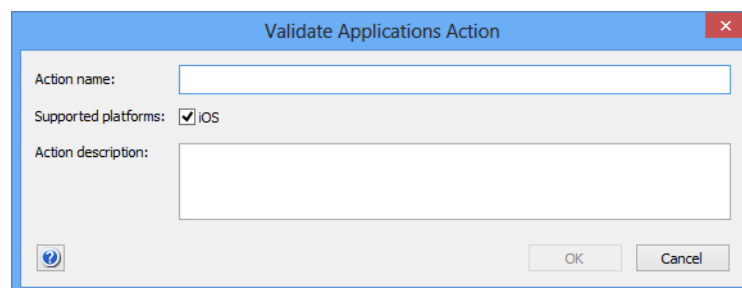 Validate Applications Action
Action name:
Supported platforms: iOS
Action description:
OK Cancel